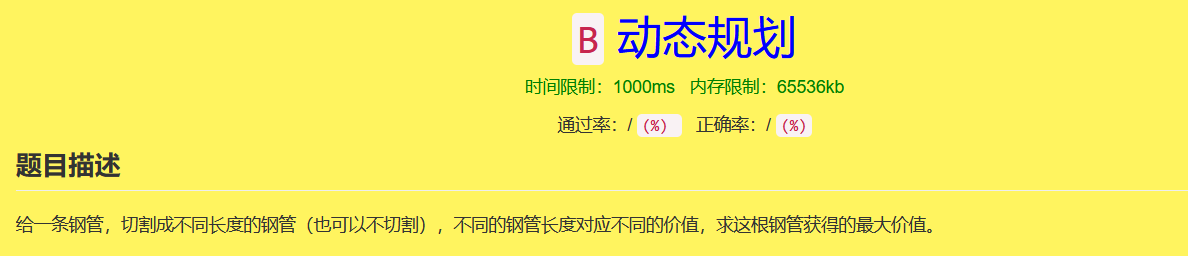 B 动态规划
时间限制：1000ms 内存限制：65536kb
通过率：/ (%) 正确率：/ (%)
题目描述
给一条钢管，切割成不同长度的钢管（也可以不切割），不同的钢管长度对应不同的价值，求这根钢管获得的最大价值。